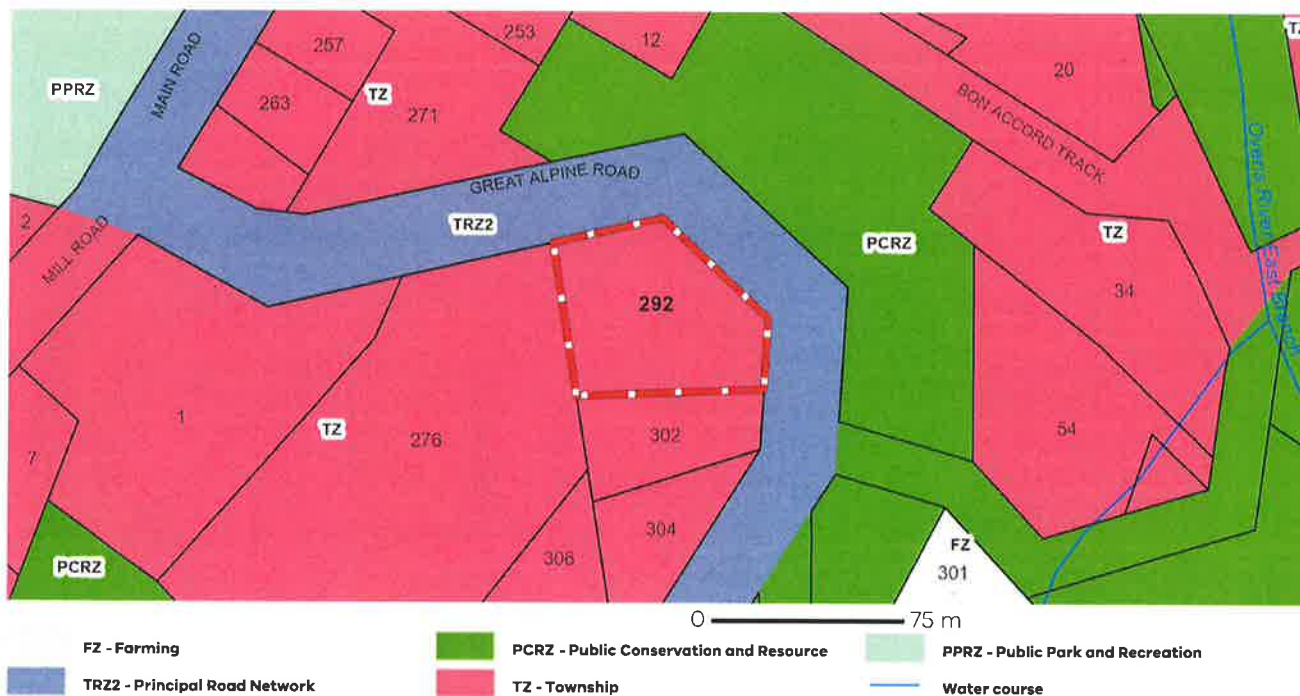 257
253
12
20
TZ
PPRZ
MAIN ROAD
263
TZ
271
BON ACCORD TRACK
GREAT ALPINE ROAD
Ovens River East Branch
2
MILL ROAD
TRZ2
PCRZ
TZ
292
34
1
TZ
276
302
54
7
304
PCRZ
306
FZ
301
0 75 m
FZ - Farming
PCRZ - Public Conservation and Resource
PPRZ - Public Park and Recreation
TRZ2 - Principal Road Network
TZ - Township
Water course